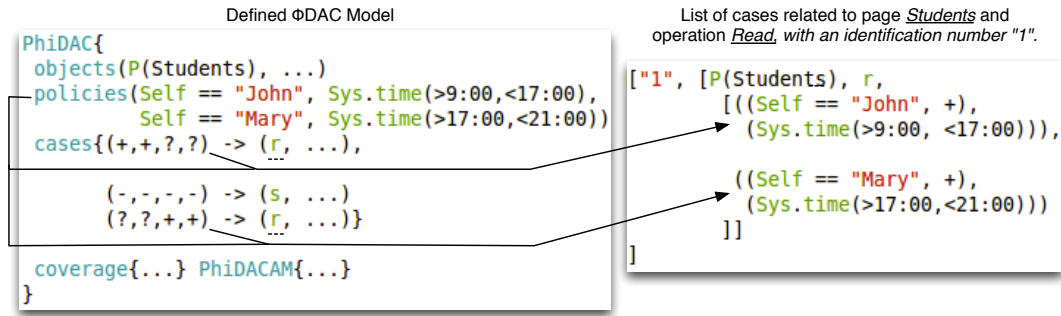 Defined ΦDAC Model
PhiDAC{
objects(P(Students), ...)
policies(Self == "John", Sys.time(>9:00,<17:00),
Self == "Mary", Sys.time(>17:00,<21:00))
cases{(+,+,?,?) -> (r, ...),
(-,-,-,-) -> (s, ...)
(?,?,+,+) -> (r, ...)}
coverage{...} PhiDACAM{...}
}
List of cases related to page Students and
operation Read, with an identification number "1".
["1", [P(Students), r,
[((Self == "John", +),
(Sys.time(>9:00, <17:00))),
((Self == "Mary", +),
(Sys.time(>17:00,<21:00)))
]]
]